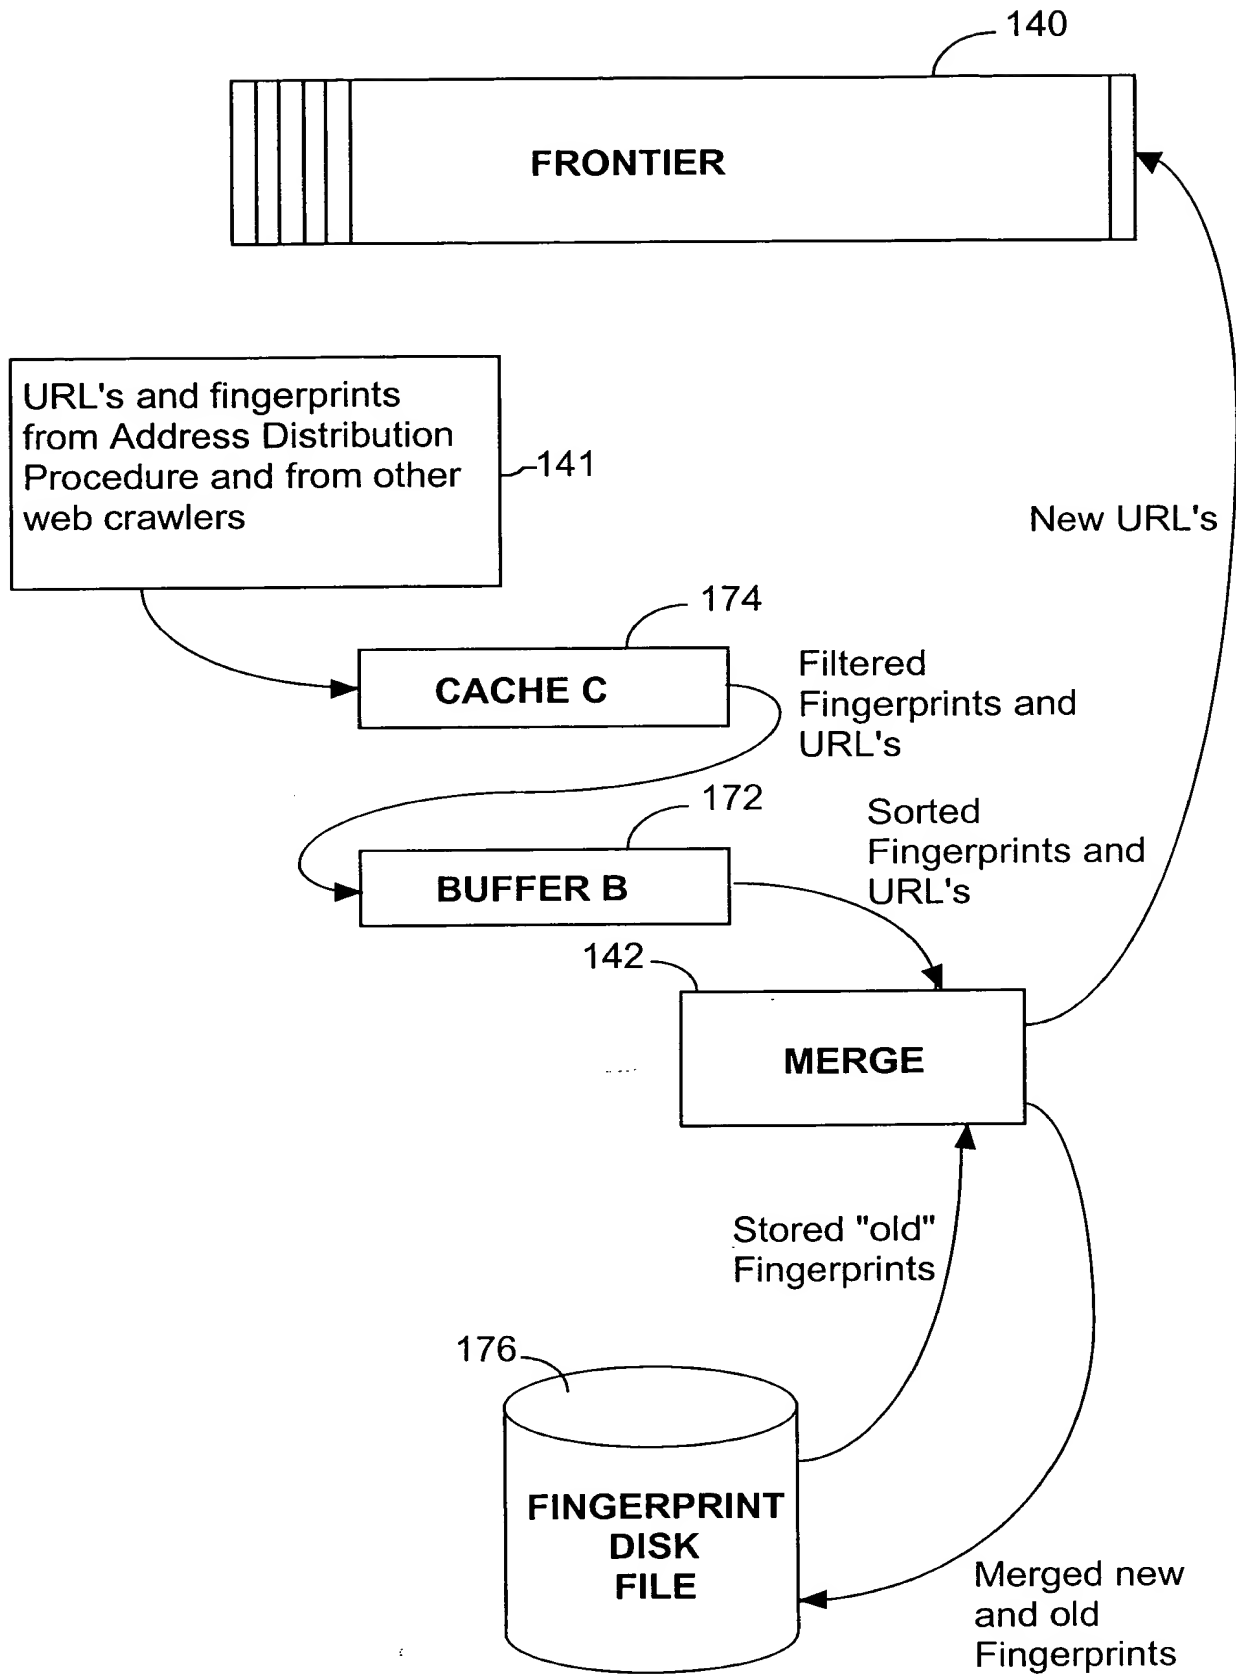 140
FRONTIER
URL's and fingerprints
from Address Distribution
Procedure and from other
web crawlers
141
New URL's
174
CACHE C
Filtered
Fingerprints and
URL's
172
BUFFER B
Sorted
Fingerprints and
URL's
142
MERGE
Stored "old"
Fingerprints
176
FINGERPRINT
DISK
FILE
Merged new
and old
Fingerprints